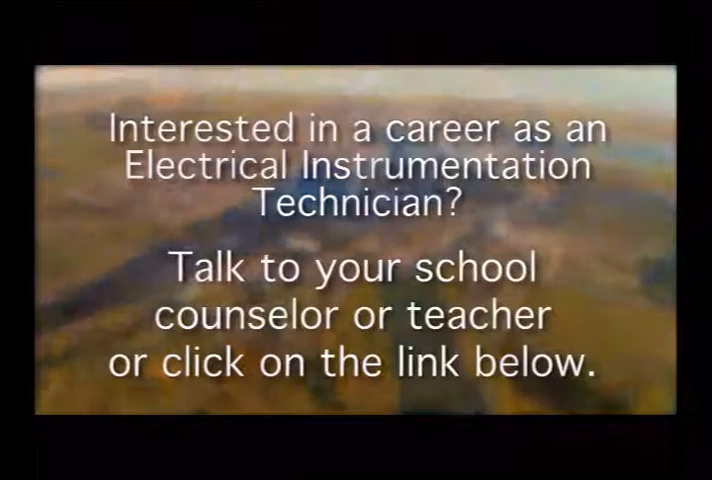 Interested in a career as an
Electrical Instrumentation
Technician?
Talk to your school
counselor or teacher
or click on the link below.